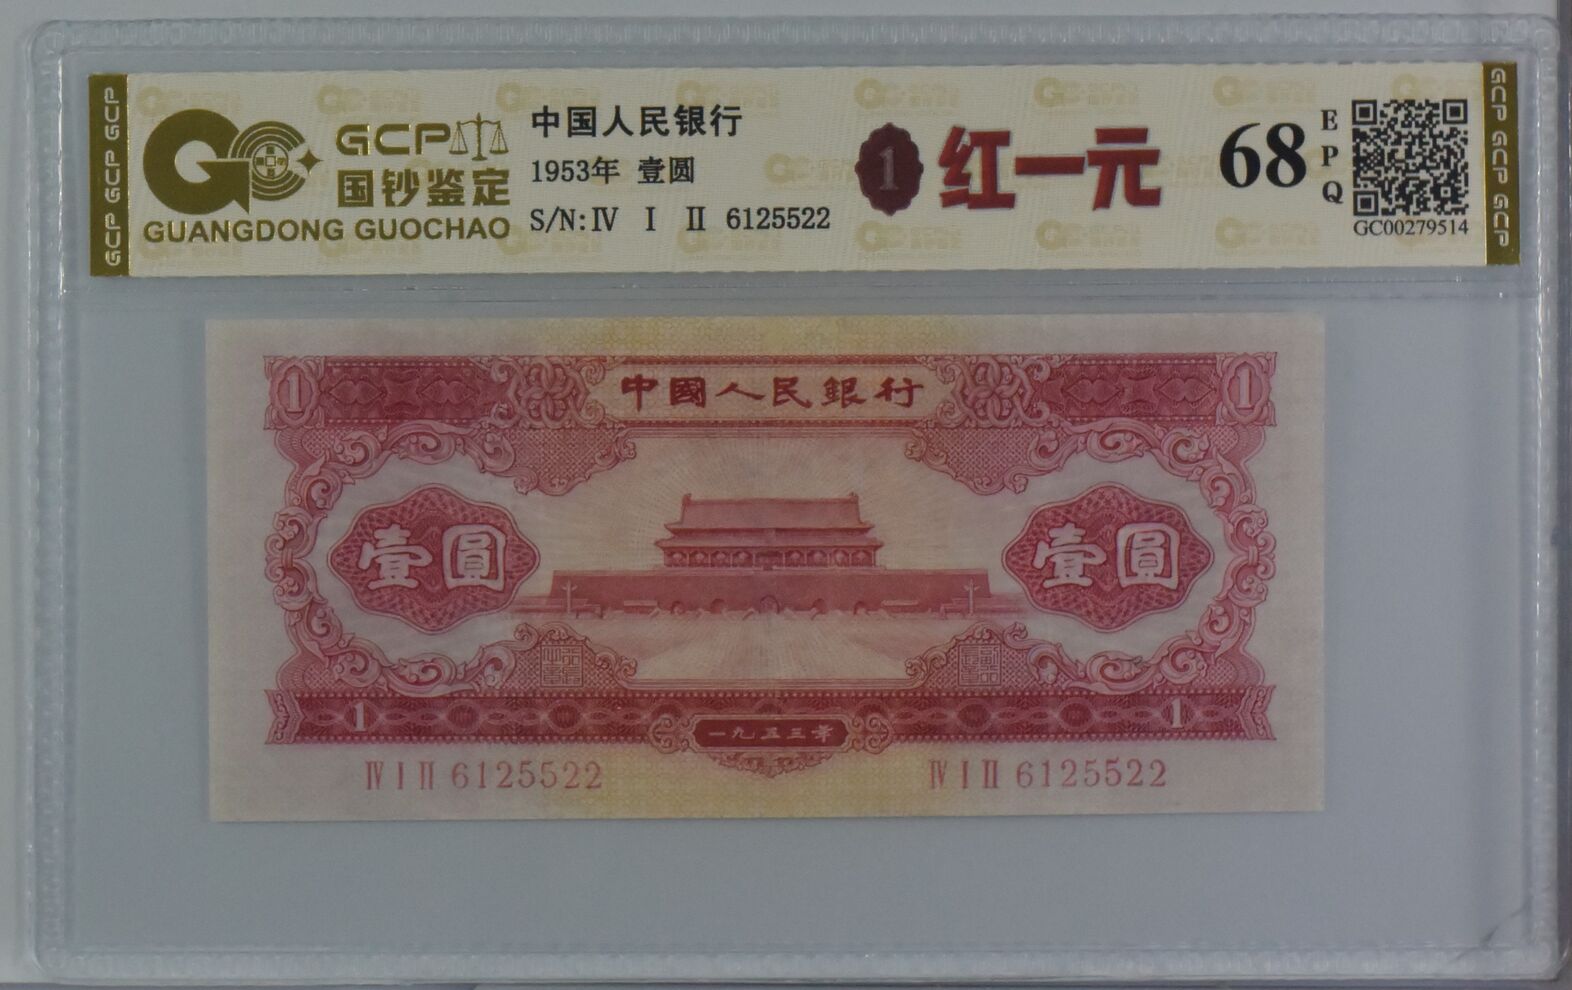 GCP GCP GCP
GCP
国钞鉴定
GUANGDONG GUOCHAO
中国人民银行
1953年 壹圆
S/N:Ⅳ Ⅰ Ⅱ 6125522
1
红一元
68
EPQ
GC00279514
GCP GCP GCP
1
中國人民銀行
1
壹圓
壹圓
1
一九五三年
1
Ⅳ Ⅰ Ⅱ 6125522
Ⅳ Ⅰ Ⅱ 6125522